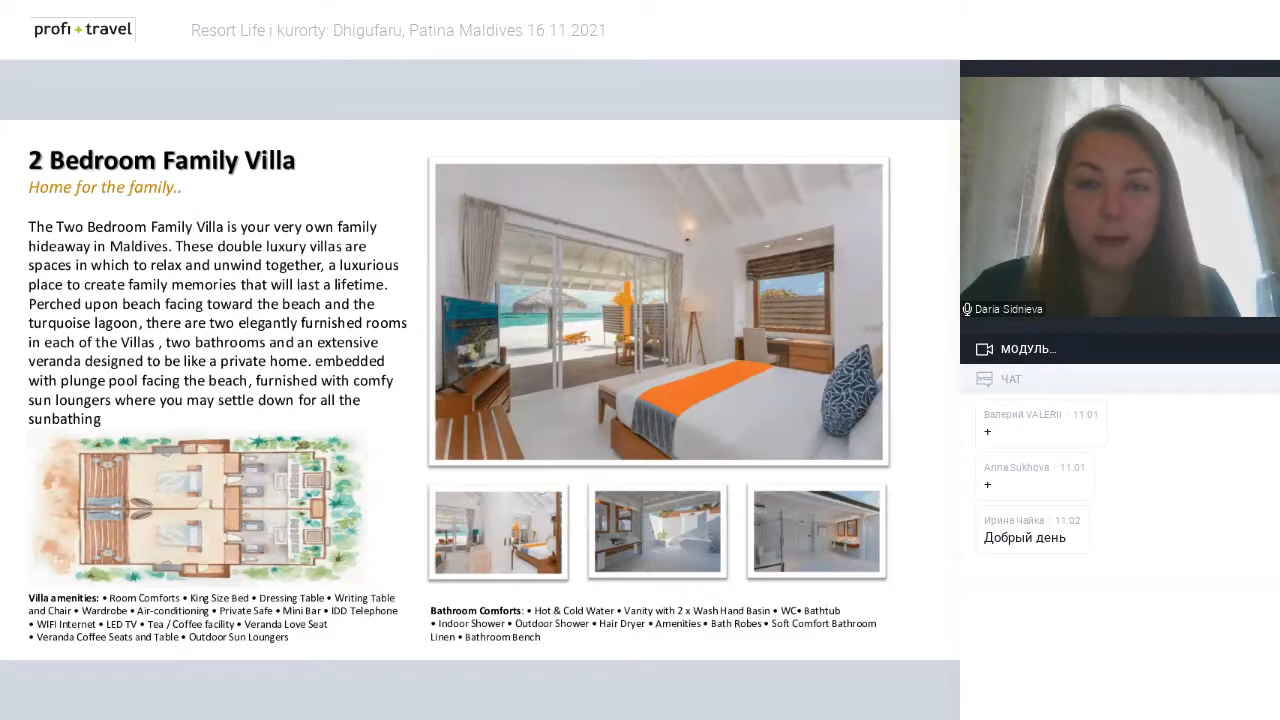 profi + travel
Resort Life i kurorty: Dhigufaru, Patina Maldives 16.11.2021
2 Bedroom Family Villa
Home for the family..
The Two Bedroom Family Villa is your very own family
hideaway in Maldives. These double luxury villas are
spaces in which to relax and unwind together, a luxurious
place to create family memories that will last a lifetime.
Perched upon beach facing toward the beach and the
turquoise lagoon, there are two elegantly furnished rooms
in each of the Villas , two bathrooms and an extensive
veranda designed to be like a private home. embedded
with plunge pool facing the beach, furnished with comfy
sun loungers where you may settle down for all the
sunbathing
Villa amenities: • Room Comforts • King Size Bed • Dressing Table • Writing Table
and Chair • Wardrobe • Air-conditioning • Private Safe • Mini Bar • IDD Telephone
• WIFI Internet • LED TV • Tea / Coffee facility • Veranda Love Seat
• Veranda Coffee Seats and Table • Outdoor Sun Loungers
Bathroom Comforts: • Hot & Cold Water • Vanity with 2 x Wash Hand Basin • WC• Bathtub
• Indoor Shower • Outdoor Shower • Hair Dryer • Amenities • Bath Robes • Soft Comfort Bathroom
Linen • Bathroom Bench
Daria Sidnieva
МОДУЛЬ...
ЧАТ
Валерий VALERII 11:01
+
Anna Sukhova 11:01
+
Ирина Чайка 11:02
Добрый день